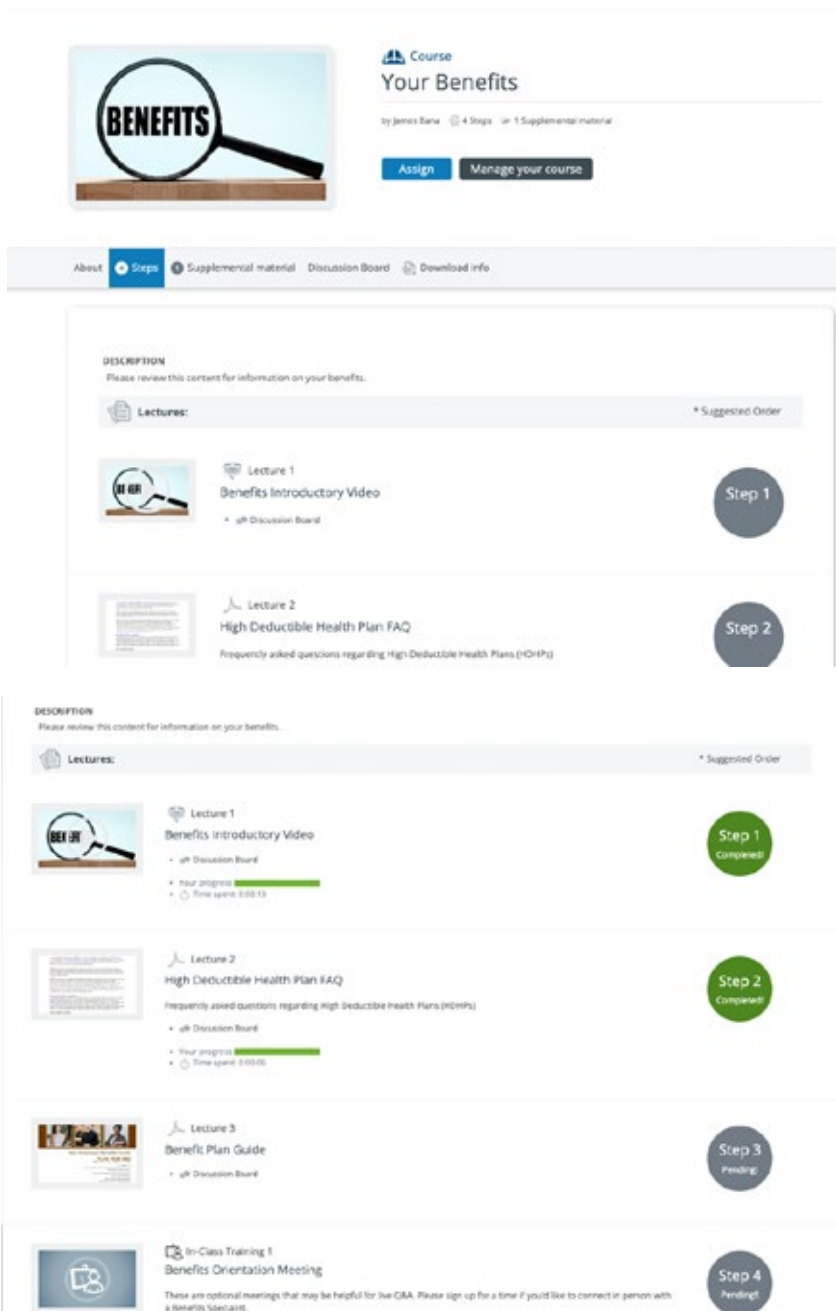 BENEFITS
Course
Your Benefits
by James Bana 4 Steps 1 Supplemental material
Assign Manage your course
About Steps 1 Supplemental material Discussion Board Download info
DESCRIPTION
Please review this content for information on your benefits.
Lectures: * Suggested Order
Lecture 1
Benefits Introductory Video
Discussion Board
Step 1
Lecture 2
High Deductible Health Plan FAQ
Frequently asked questions regarding High Deductible Health Plans (HDHPs)
Step 2
DESCRIPTION
Please review this content for information on your benefits.
Lectures: * Suggested Order
Lecture 1
Benefits Introductory Video
Discussion Board
Your progress
Time spent: 0:00:13
Step 1
Completed!
Lecture 2
High Deductible Health Plan FAQ
Frequently asked questions regarding High Deductible Health Plans (HDHPs)
Discussion Board
Your progress
Time spent: 0:00:05
Step 2
Completed!
Lecture 3
Benefit Plan Guide
Discussion Board
Step 3
Pending!
In-Class Training 1
Benefits Orientation Meeting
These are optional meetings that may be helpful for live Q&A. Please sign up for a time if you'd like to connect in person with
a Benefits Specialist.
Step 4
Pending!